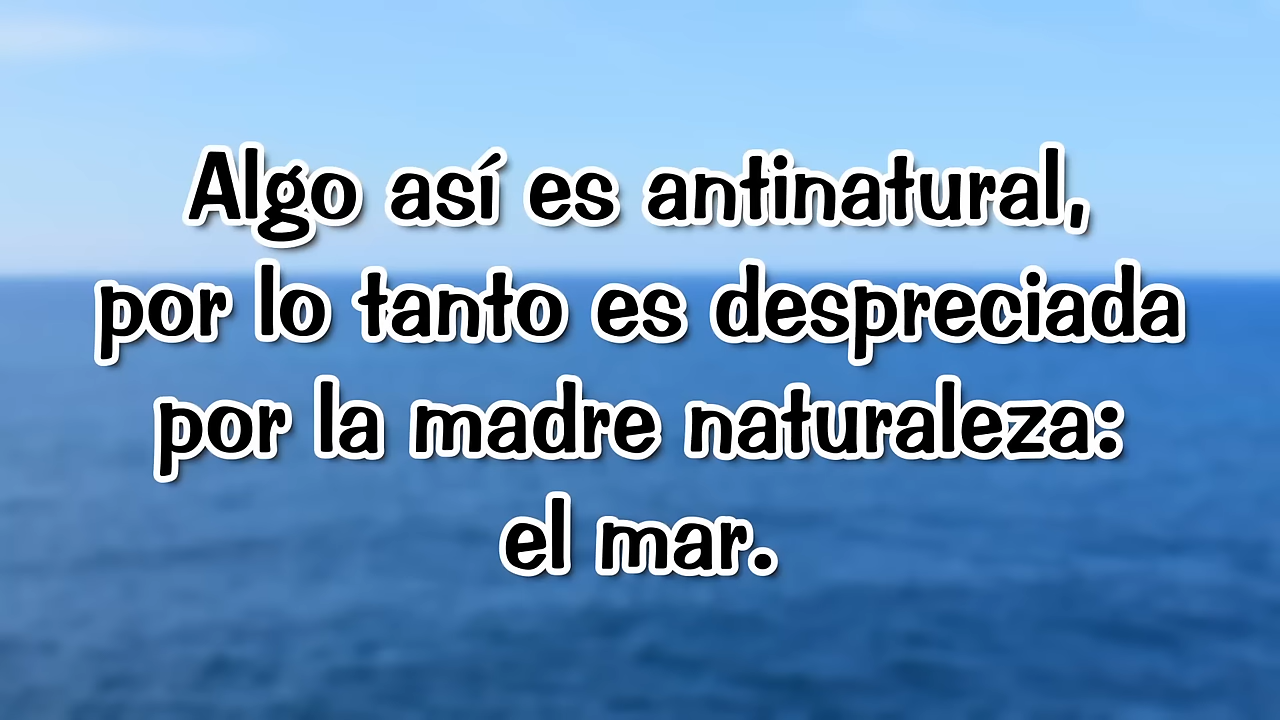 Algo así es antinatural,
por lo tanto es despreciada
por la madre naturaleza:
el mar.